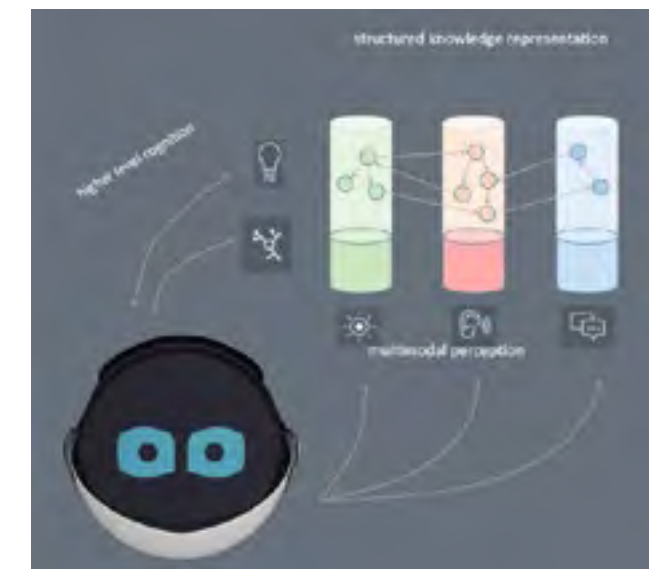 structured knowledge representation
higher level cognition
multimodal perception